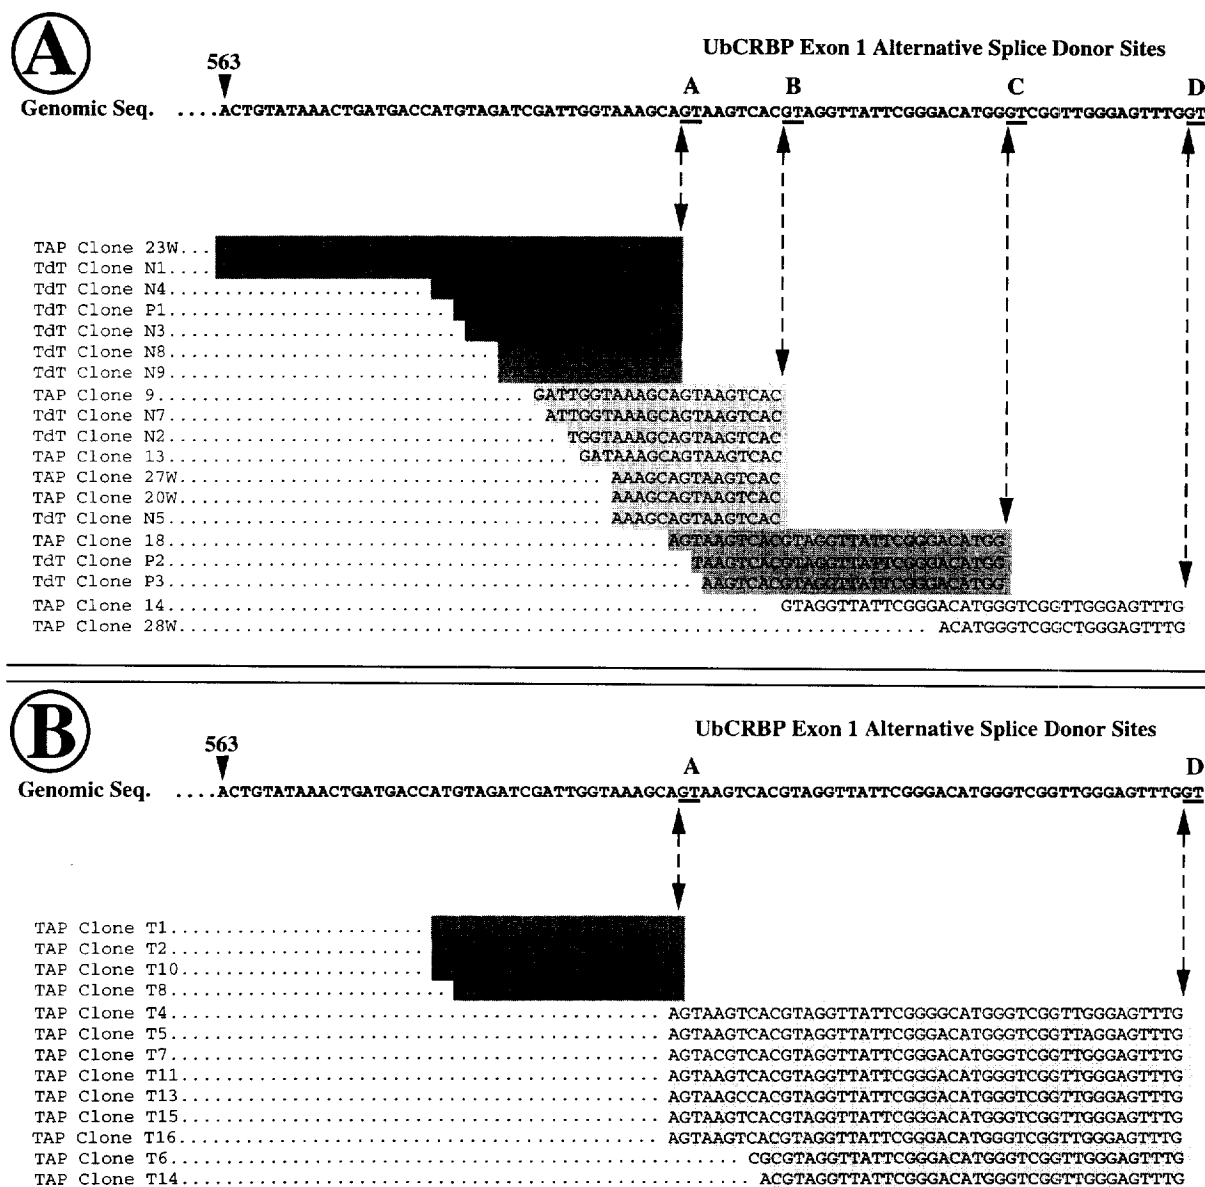 A
UbCRBP Exon 1 Alternative Splice Donor Sites
563
A B C D
Genomic Seq. ....ACTGTATAAACTGATGACCATGTAGATCGATTGGTAAAGCAGTAAGTCACGTAGGTTATTCGGGACATGGGTCGGTTGGGAGTTTGGT
TAP Clone 23W...
TdT Clone N1....
TdT Clone N4.......................
TdT Clone P1.........................
TdT Clone N3..........................
TdT Clone N8.............................
TdT Clone N9.............................
TAP Clone 9................................. GATTGGTAAAGCAGTAAGTCAC
TdT Clone N7................................. ATTGGTAAAGCAGTAAGTCAC
TdT Clone N2................................... TGGTAAAGCAGTAAGTCAC
TAP Clone 13.................................... GATAAAGCAGTAAGTCAC
TAP Clone 27W...................................... AAAGCAGTAAGTCAC
TAP Clone 20W...................................... AAAGCAGTAAGTCAC
TdT Clone N5....................................... AAAGCAGTAAGTCAC
TAP Clone 18............................................ AGTAAGTCACGTAGGTTATTCGGGACATGG
TdT Clone P2.............................................. TAAGTCACGTAGGTTATTCGGGACATGG
TdT Clone P3............................................... AAGTCACGTAGGTTATTCGGGACATGG
TAP Clone 14...................................................... GTAGGTTATTCGGGACATGGGTCGGTTGGGAGTTTG
TAP Clone 28W................................................................... ACATGGGTCGGCTGGGAGTTTG
B
UbCRBP Exon 1 Alternative Splice Donor Sites
563
A D
Genomic Seq. ....ACTGTATAAACTGATGACCATGTAGATCGATTGGTAAAGCAGTAAGTCACGTAGGTTATTCGGGACATGGGTCGGTTGGGAGTTTGGT
TAP Clone T1.......................
TAP Clone T2.......................
TAP Clone T10......................
TAP Clone T8.........................
TAP Clone T4............................................ AGTAAGTCACGTAGGTTATTCGGGGCATGGGTCGGTTGGGAGTTTG
TAP Clone T5............................................ AGTAAGTCACGTAGGTTATTCGGGACATGGGTCGGTTAGGAGTTTG
TAP Clone T7............................................ AGTACGTCACGTAGGTTATTCGGGACATGGGTCGGTTGGGAGTTTG
TAP Clone T11........................................... AGTAAGTCACGTAGGTTATTCGGGACATGGGTCGGTTGGGAGTTTG
TAP Clone T13........................................... AGTAAGCCACGTAGGTTATTCGGGACATGGGTCGGTTGGGAGTTTG
TAP Clone T15........................................... AGTAAGTCACGTAGGTTATTCGGGACATGGGTCGGTTGGGAGTTTG
TAP Clone T16........................................... AGTAAGTCACGTAGGTTATTCGGGACATGGGTCGGTTGGGAGTTTG
TAP Clone T6................................................... CGCGTAGGTTATTCGGGACATGGGTCGGTTGGGAGTTTG
TAP Clone T14................................................... ACGTAGGTTATTCGGGACATGGGTCGGTTGGGAGTTTG